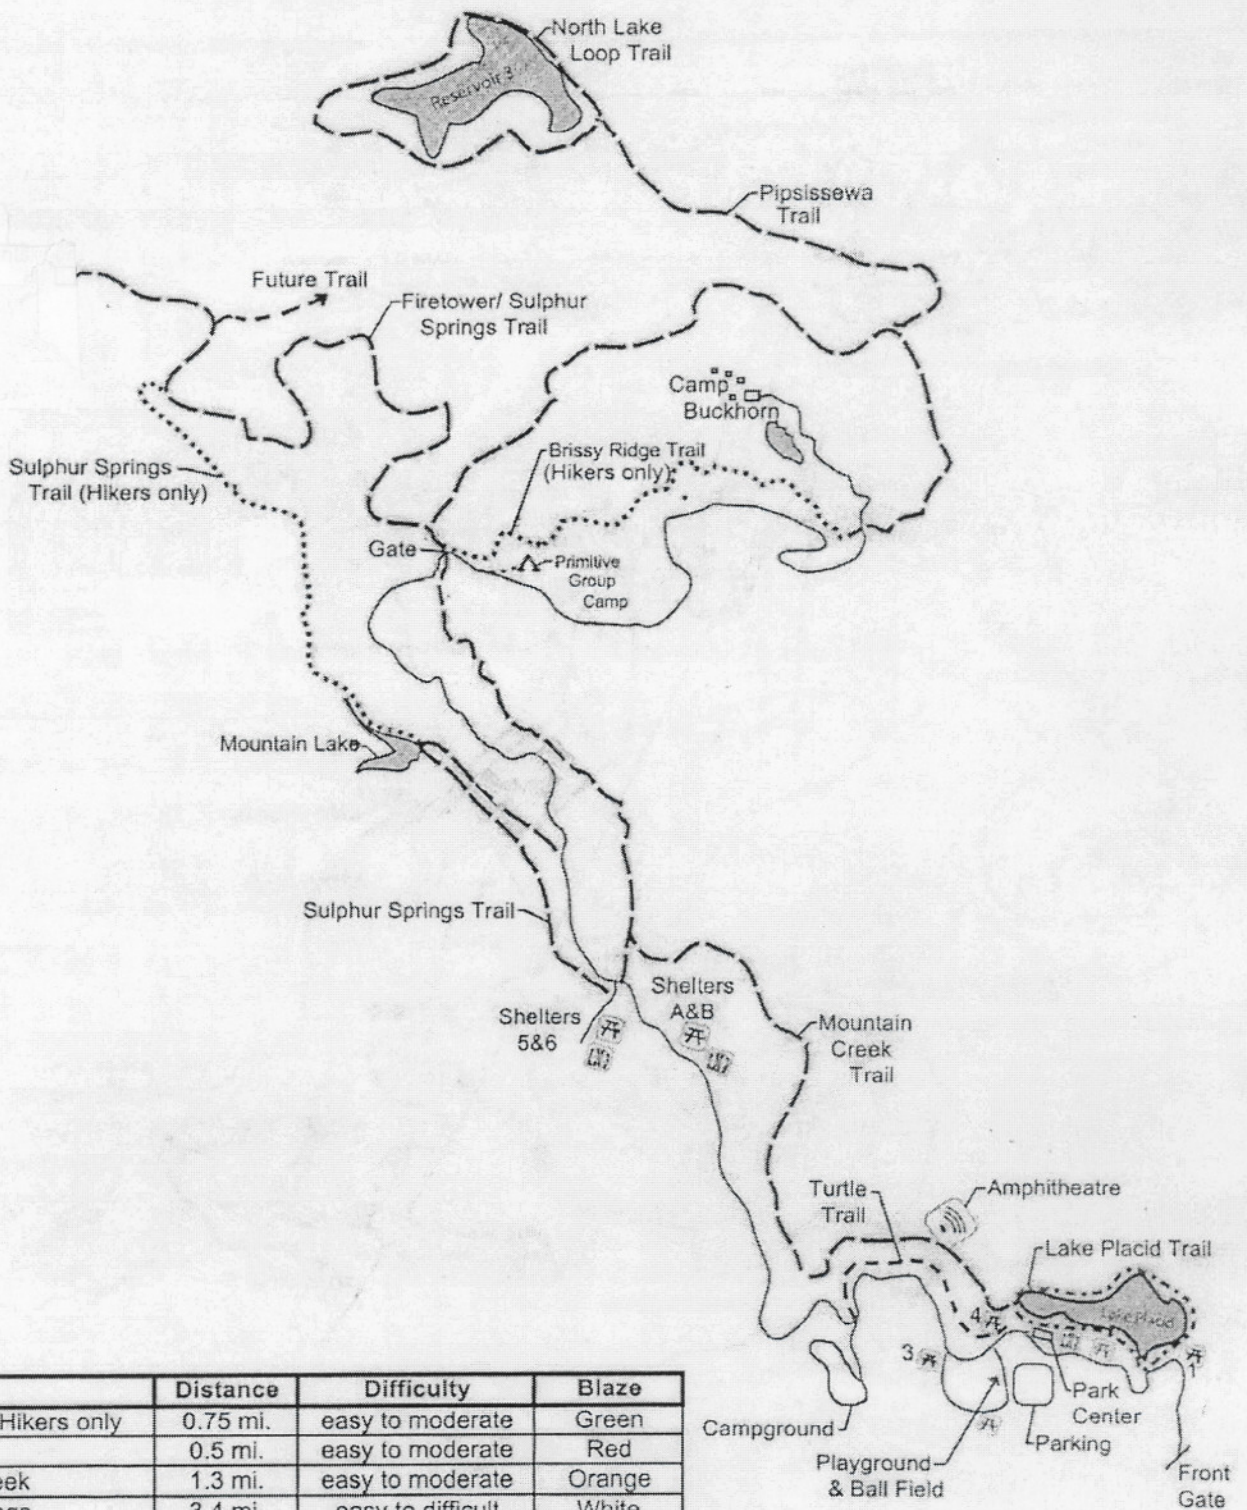 North Lake
Loop Trail
Reservoir 3
Pipsissewa
Trail
Future Trail
Firetower/ Sulphur
Springs Trail
Camp
Buckhorn
Brissy Ridge Trail
(Hikers only)
Sulphur Springs
Trail (Hikers only)
Gate
Primitive
Group
Camp
Mountain Lake
Sulphur Springs Trail
Shelters
5&6
Shelters
A&B
Mountain
Creek
Trail
Turtle
Trail
Amphitheatre
Lake Placid Trail
Lake Placid
4
3
1
Park
Center
Parking
Campground
Playground
& Ball Field
Front
Gate
Distance Difficulty Blaze
Hikers only 0.75 mi. easy to moderate Green
0.5 mi. easy to moderate Red
eek 1.3 mi. easy to moderate Orange
3.4 mi. easy to difficult White